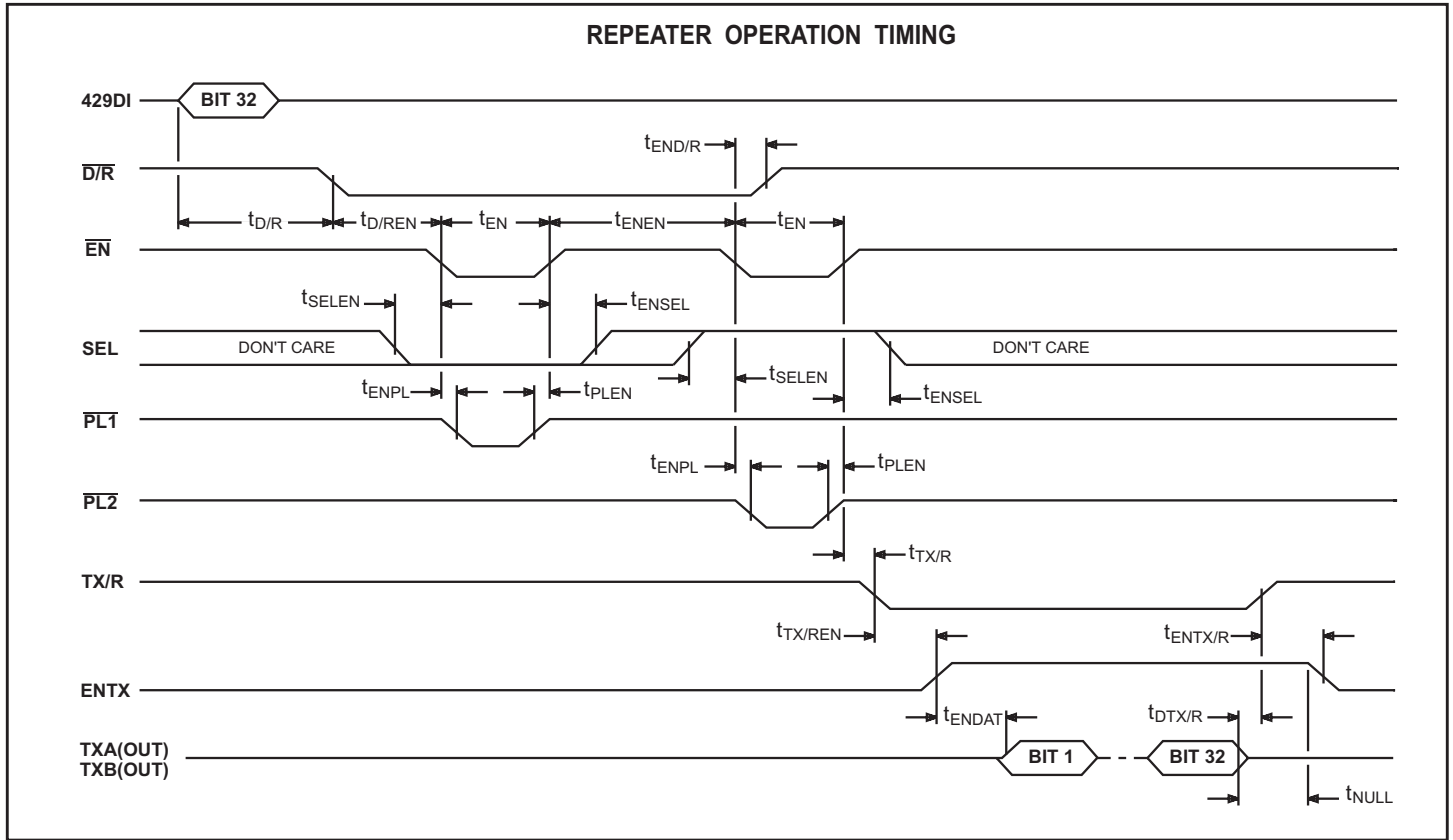 REPEATER OPERATION TIMING
429DI
BIT 32
tEND/R
D/R
tD/R
tD/REN
tEN
tENEN
tEN
EN
tSELEN
tENSEL
SEL
DON'T CARE
DON'T CARE
tSELEN
tENSEL
tENPL
tPLEN
PL1
tENPL
tPLEN
PL2
tTX/R
TX/R
tTX/REN
tENTX/R
ENTX
tENDAT
tDTX/R
TXA(OUT)
TXB(OUT)
BIT 1
BIT 32
tNULL